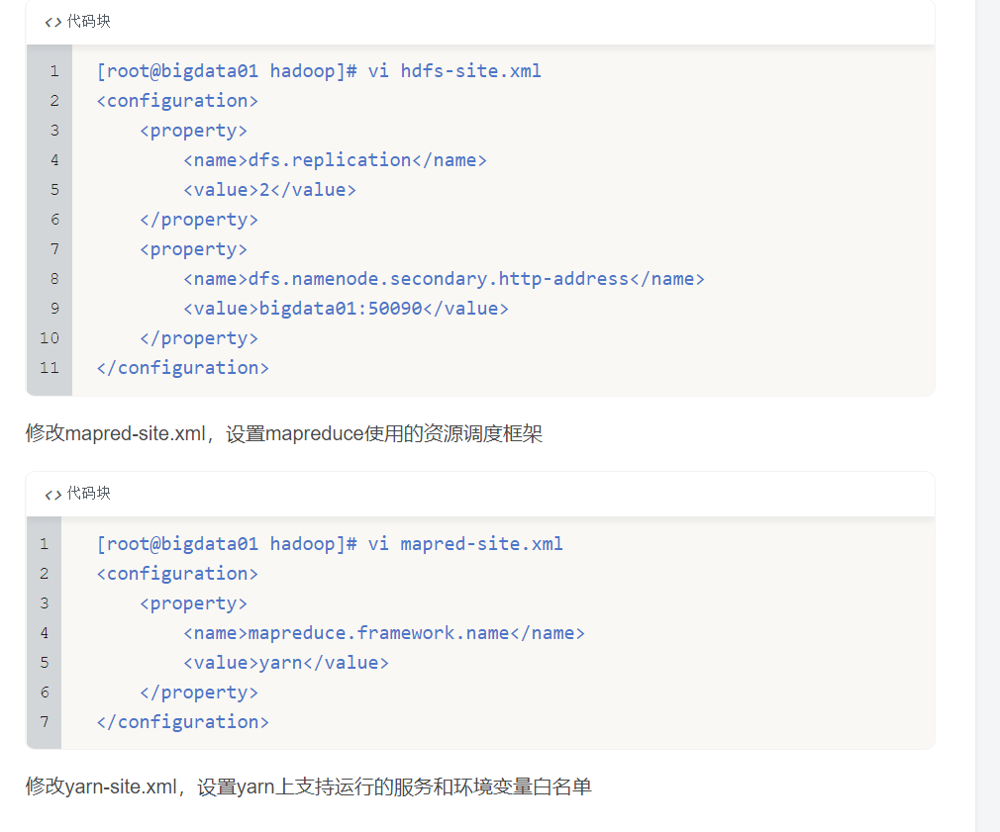 <> 代码块
1 [root@bigdata01 hadoop]# vi hdfs-site.xml
2 <configuration>
3     <property>
4         <name>dfs.replication</name>
5         <value>2</value>
6     </property>
7     <property>
8         <name>dfs.namenode.secondary.http-address</name>
9         <value>bigdata01:50090</value>
10     </property>
11 </configuration>
修改mapred-site.xml，设置mapreduce使用的资源调度框架
<> 代码块
1 [root@bigdata01 hadoop]# vi mapred-site.xml
2 <configuration>
3     <property>
4         <name>mapreduce.framework.name</name>
5         <value>yarn</value>
6     </property>
7 </configuration>
修改yarn-site.xml，设置yarn上支持运行的服务和环境变量白名单